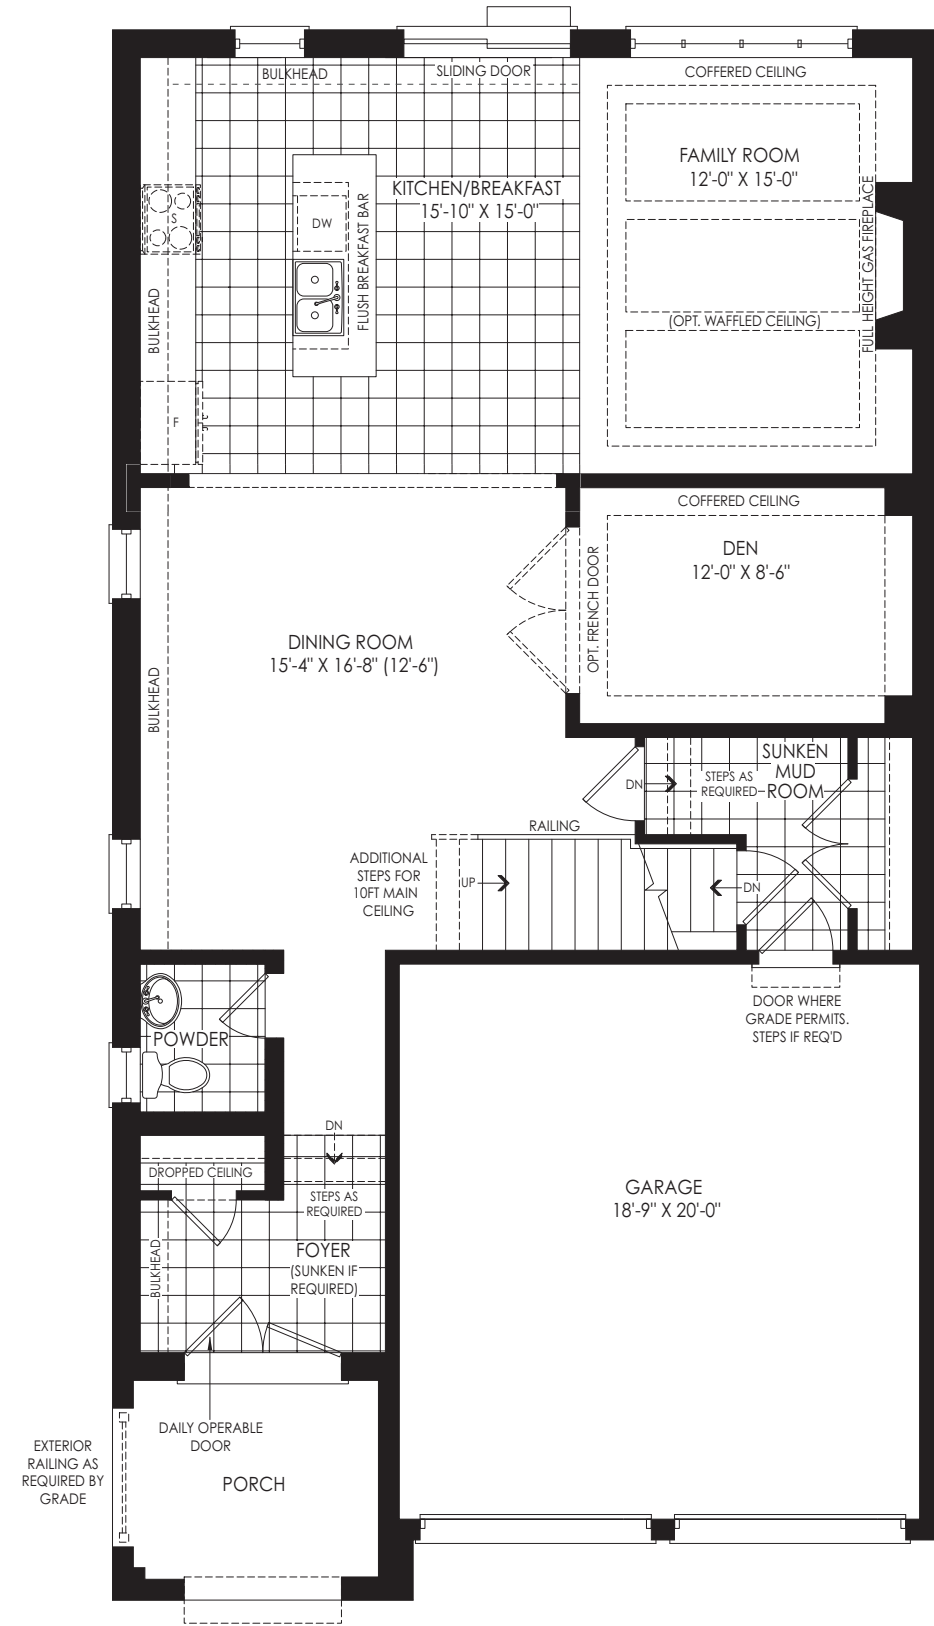 BULKHEAD
SLIDING DOOR
COFFERED CEILING
FAMILY ROOM
12'-0" X 15'-0"
KITCHEN/BREAKFAST
15'-10" X 15'-0"
S
DW
FLUSH BREAKFAST BAR
FULL HEIGHT GAS FIREPLACE
BULKHEAD
(OPT. WAFFLED CEILING)
F
COFFERED CEILING
DEN
12'-0" X 8'-6"
OPT. FRENCH DOOR
DINING ROOM
15'-4" X 16'-8" (12'-6")
BULKHEAD
SUNKEN
MUD
ROOM
DN
STEPS AS
REQUIRED
RAILING
ADDITIONAL
STEPS FOR
10FT MAIN
CEILING
UP
DN
DOOR WHERE
GRADE PERMITS.
STEPS IF REQ'D
POWDER
DN
DROPPED CEILING
STEPS AS
REQUIRED
GARAGE
18'-9" X 20'-0"
FOYER
(SUNKEN IF
REQUIRED)
BULKHEAD
DAILY OPERABLE
DOOR
EXTERIOR
RAILING AS
REQUIRED BY
GRADE
PORCH